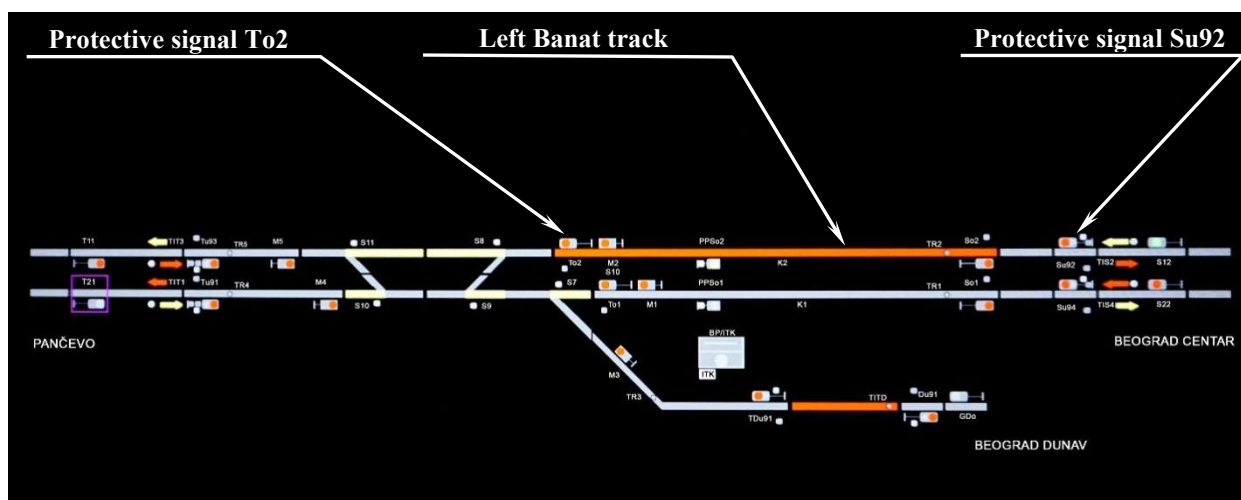 Protective signal To2
Left Banat track
Protective signal Su92
T11
TIT3
Tu93
TR5
M5
S11
S8
To2
M2
S10
PPSo2
K2
TR2
So2
Su92
TIS2
S12
T21
TIT1
Tu91
TR4
M4
S10
S9
S7
To1
M1
PPSo1
K1
TR1
So1
Su94
TIS4
S22
PANČEVO
BEOGRAD CENTAR
BP/ITK
ITK
M3
TR3
TDu91
TITD
Du91
GDo
BEOGRAD DUNAV